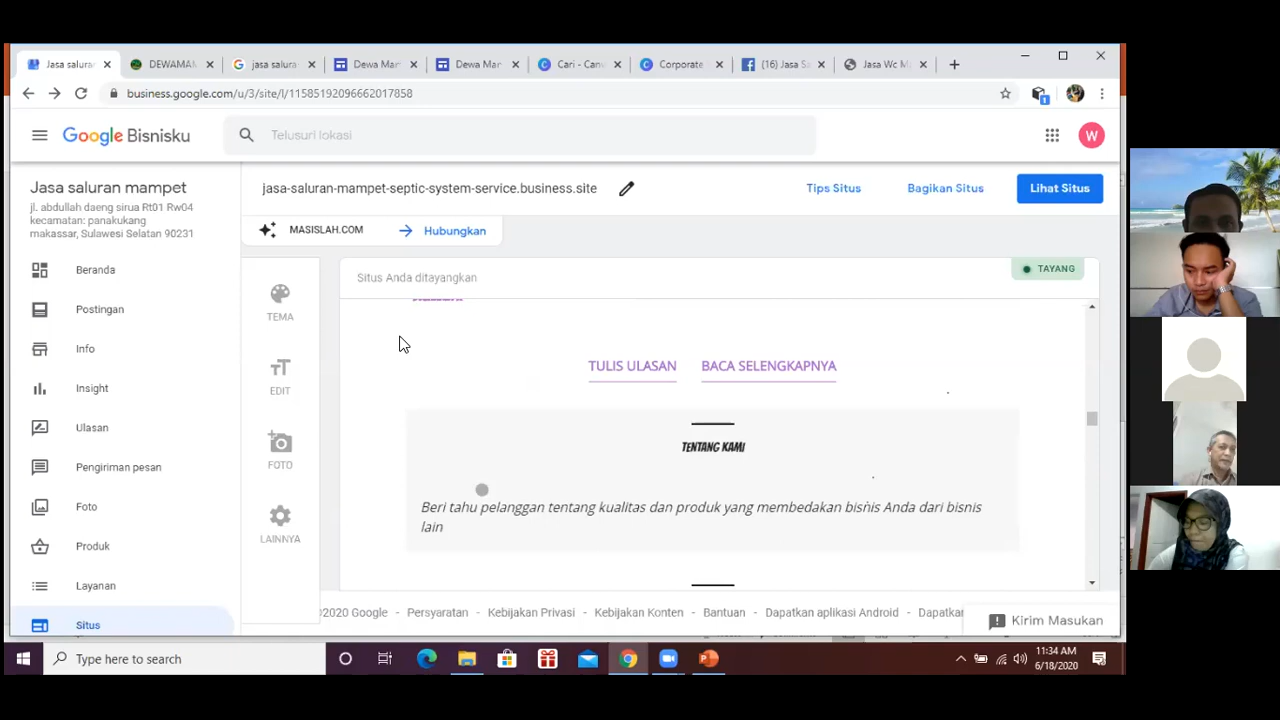 Jasa salura
DEWAMA
jasa salura
Dewa Mar
Dewa Mar
Cari - Can
Corporate
(16) Jasa S
Jasa Wc M
business.google.com/u/3/site/l/11585192096662017858
Google Bisnisku
Telusuri lokasi
W
Jasa saluran mampet
jl. abdullah daeng sirua Rt01 Rw04
kecamatan: panakukang
makassar, Sulawesi Selatan 90231
jasa-saluran-mampet-septic-system-service.business.site
Tips Situs
Bagikan Situs
Lihat Situs
MASISLAH.COM
Hubungkan
Beranda
Postingan
Info
Insight
Ulasan
Pengiriman pesan
Foto
Produk
Layanan
Situs
TEMA
EDIT
FOTO
LAINNYA
Situs Anda ditayangkan
TAYANG
TULIS ULASAN
BACA SELENGKAPNYA
TENTANG KAMI
Beri tahu pelanggan tentang kualitas dan produk yang membedakan bisnis Anda dari bisnis
lain
©2020 Google - Persyaratan - Kebijakan Privasi - Kebijakan Konten - Bantuan - Dapatkan aplikasi Android - Dapatkan
Kirim Masukan
Type here to search
11:34 AM
6/18/2020